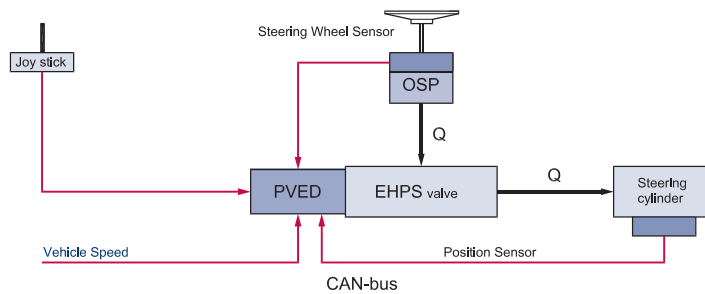 Steering Wheel Sensor
Joy stick
OSP
Q
PVED
EHPS valve
Q
Steering
cylinder
Vehicle Speed
Position Sensor
CAN-bus